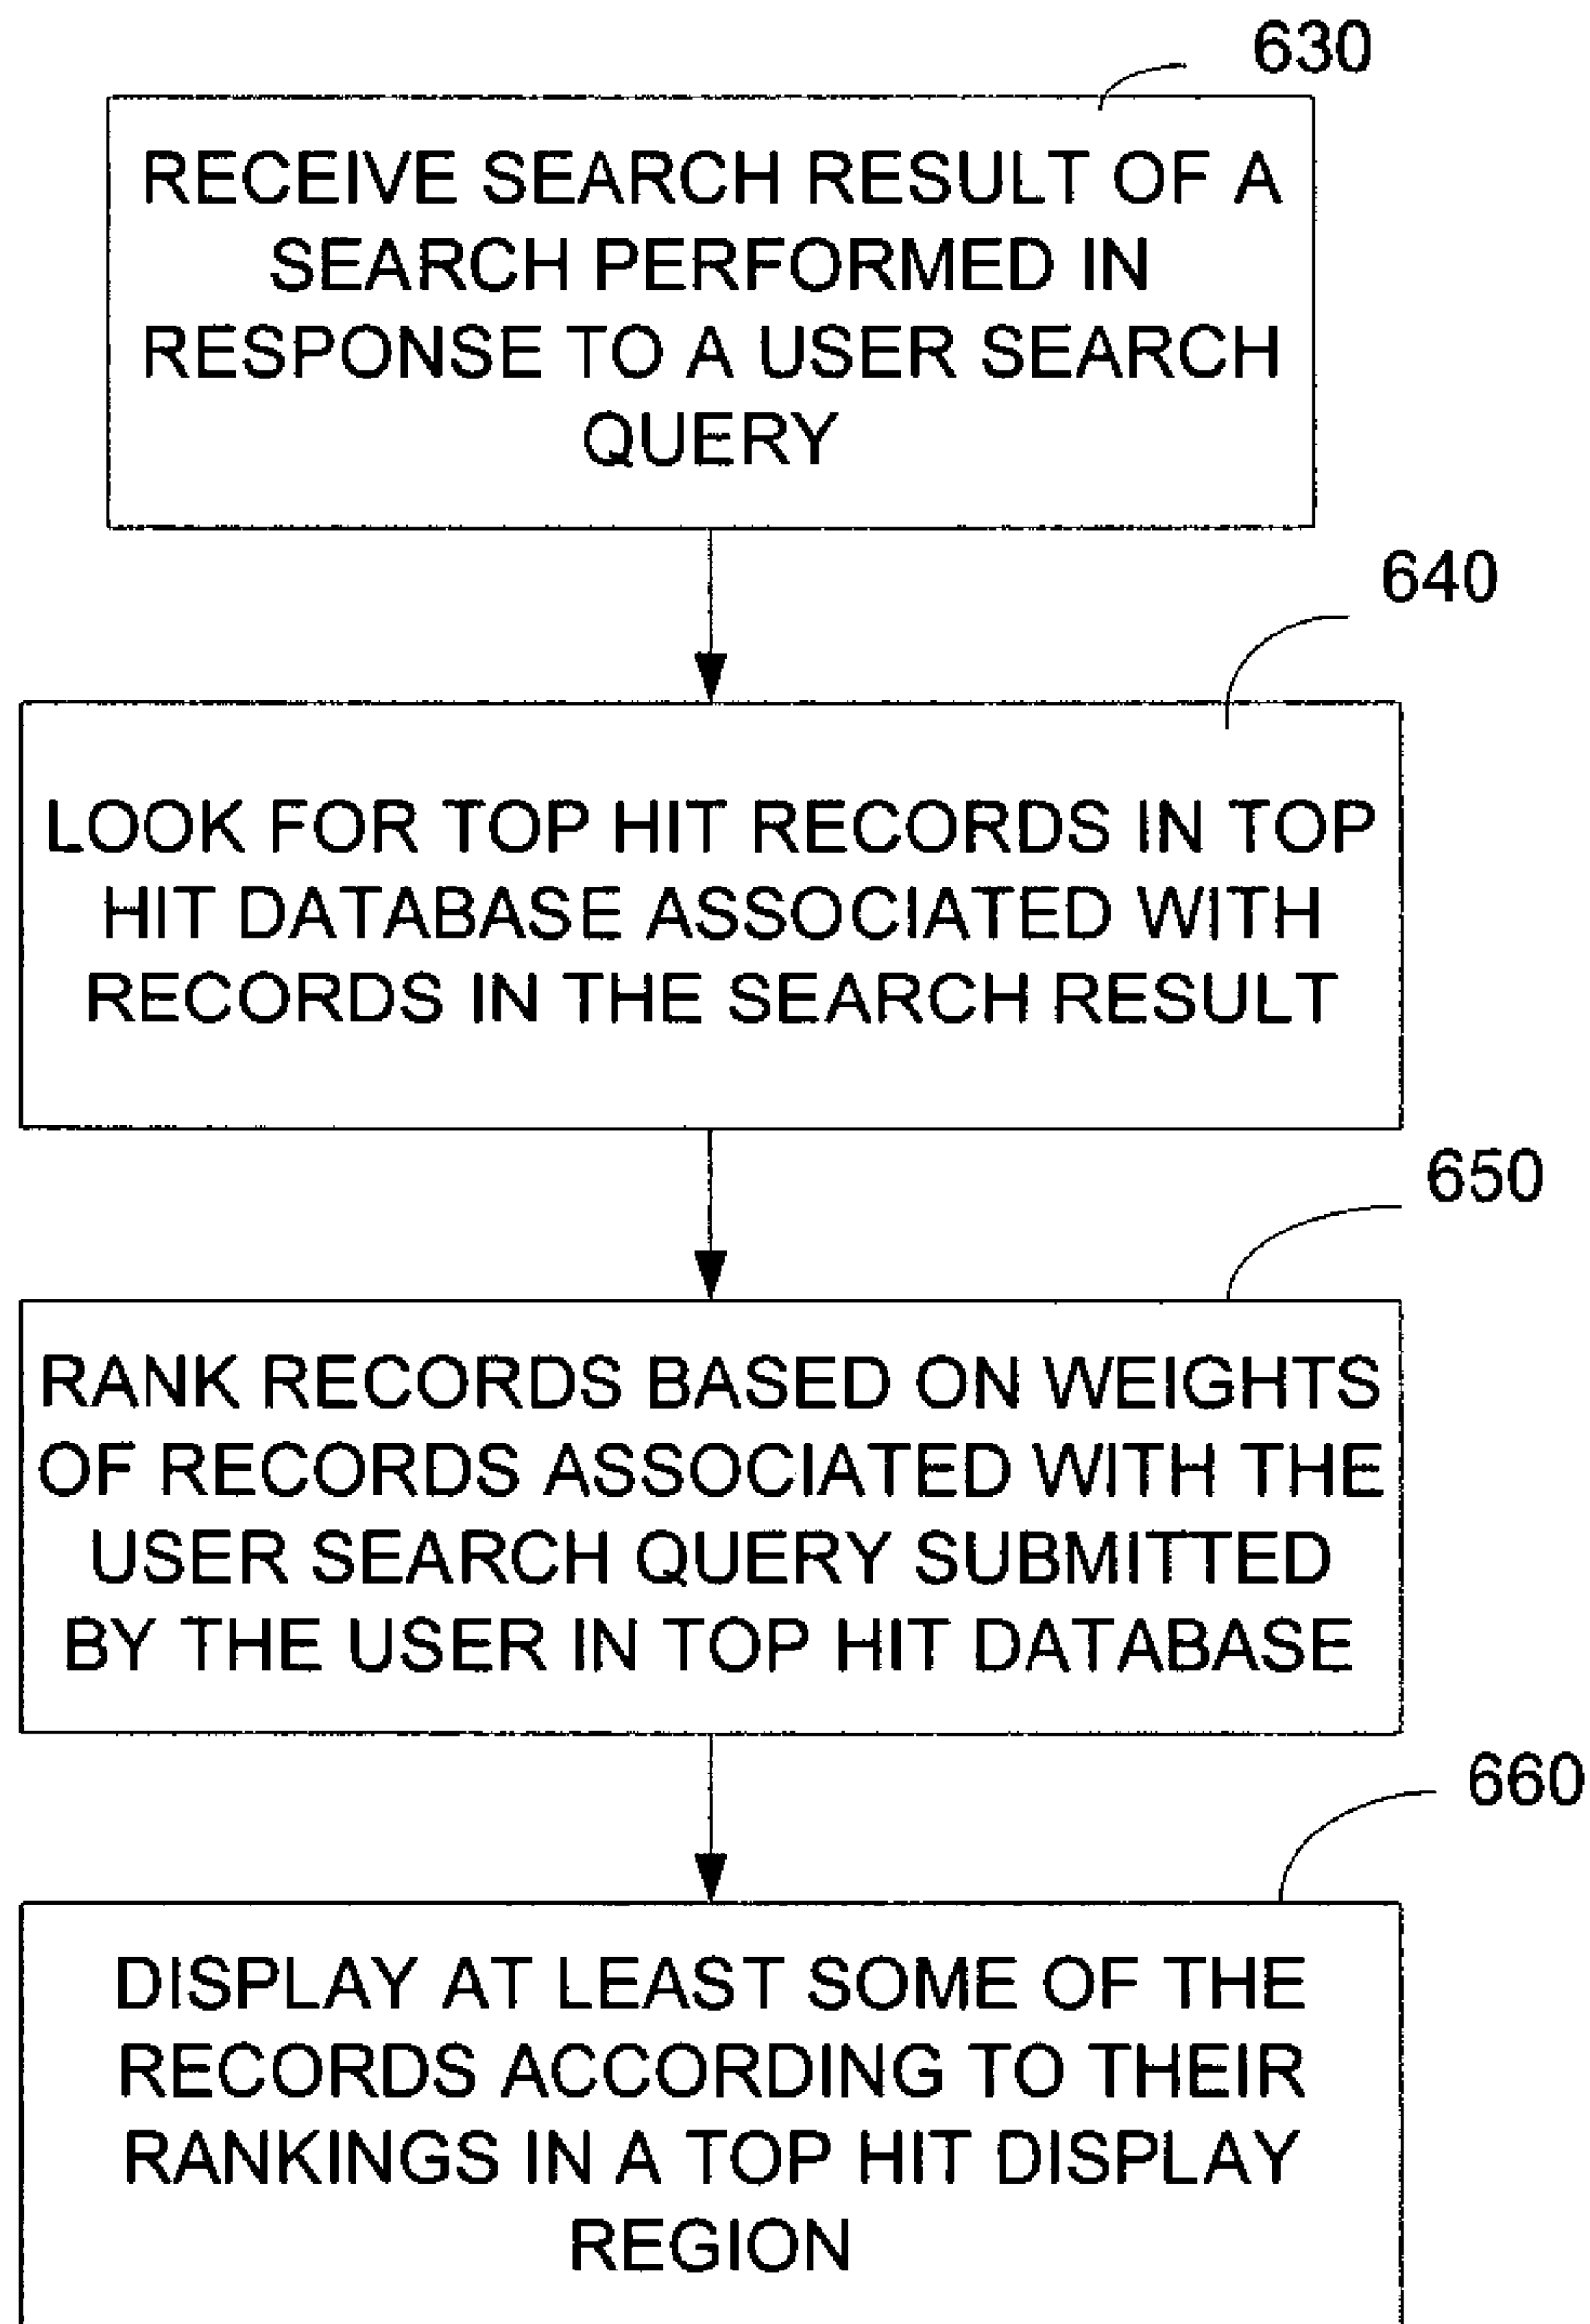 630
RECEIVE SEARCH RESULT OF A
SEARCH PERFORMED IN
RESPONSE TO A USER SEARCH
QUERY
640
LOOK FOR TOP HIT RECORDS IN TOP
HIT DATABASE ASSOCIATED WITH
RECORDS IN THE SEARCH RESULT
650
RANK RECORDS BASED ON WEIGHTS
OF RECORDS ASSOCIATED WITH THE
USER SEARCH QUERY SUBMITTED
BY THE USER IN TOP HIT DATABASE
660
DISPLAY AT LEAST SOME OF THE
RECORDS ACCORDING TO THEIR
RANKINGS IN A TOP HIT DISPLAY
REGION